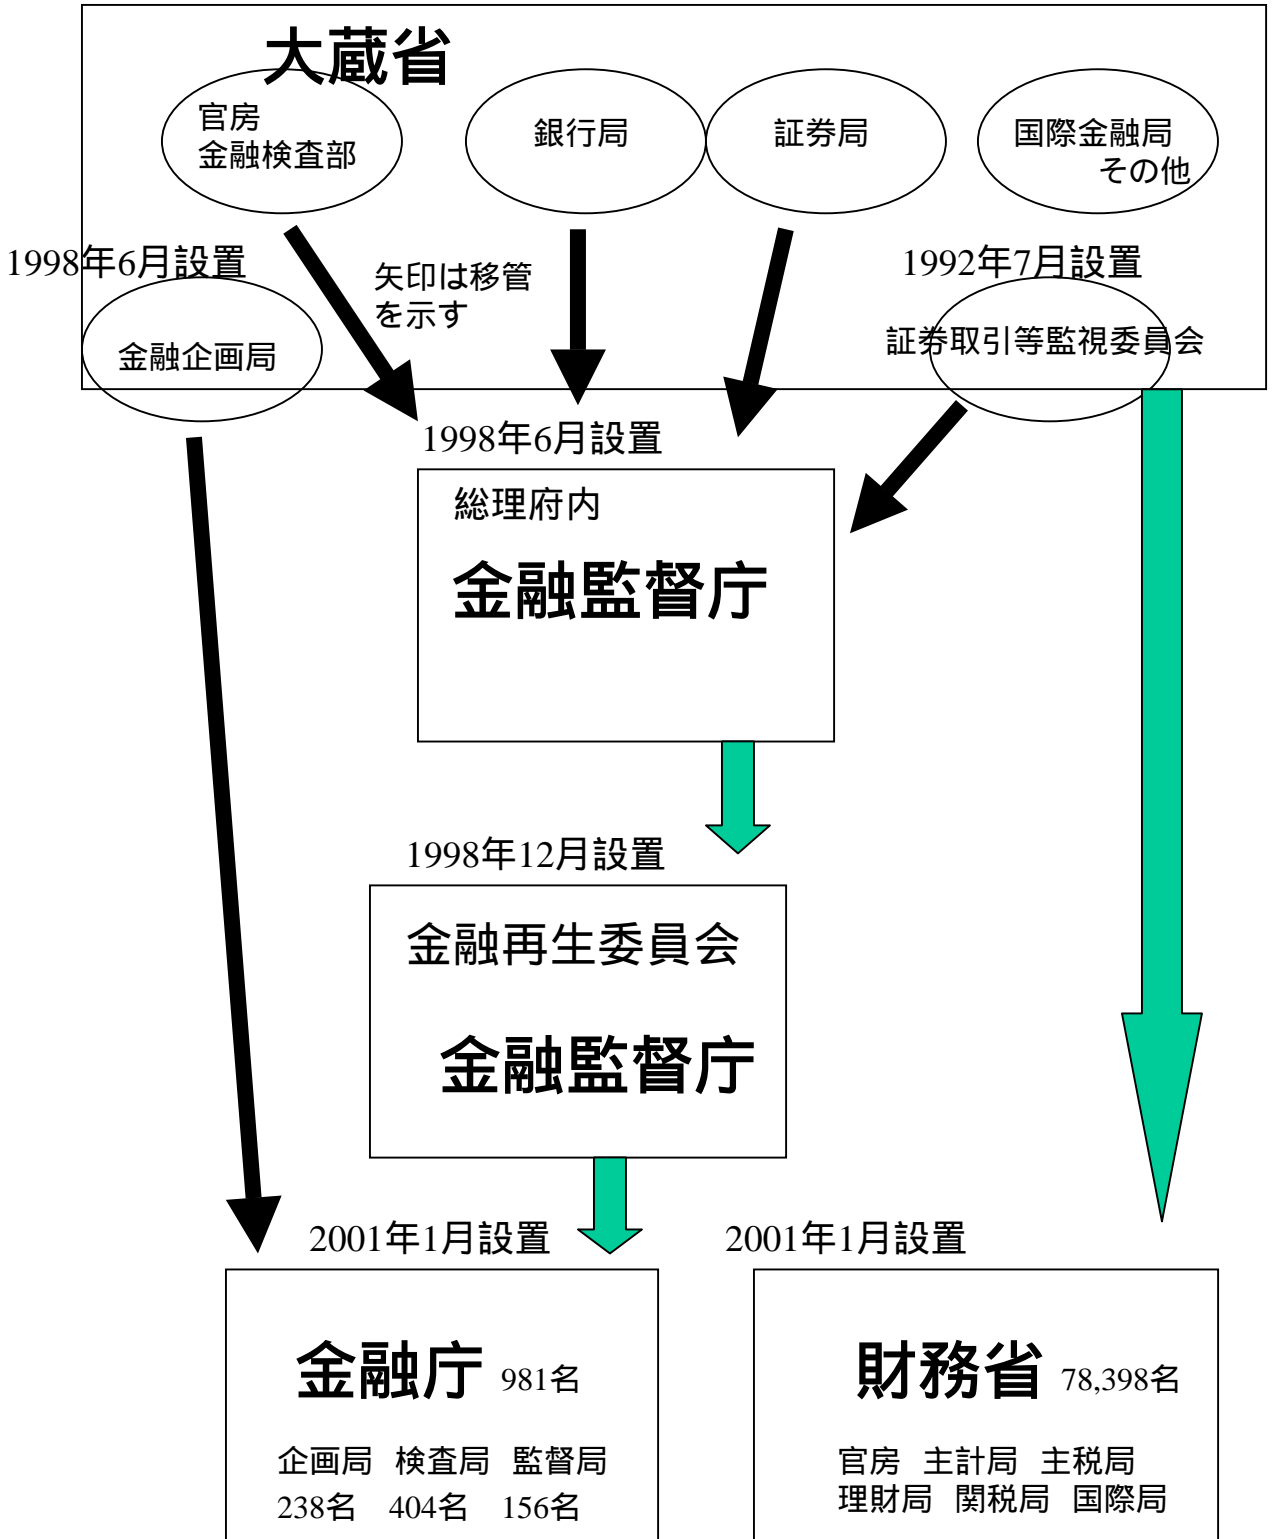 大蔵省
官房
金融検査部
銀行局
証券局
国際金融局
その他
1998年6月設置
矢印は移管
を示す
1992年7月設置
金融企画局
証券取引等監視委員会
1998年6月設置
総理府内
金融監督庁
1998年12月設置
金融再生委員会
金融監督庁
2001年1月設置
2001年1月設置
金融庁 981名
企画局 検査局 監督局
238名 404名 156名
財務省 78,398名
官房 主計局 主税局
理財局 関税局 国際局